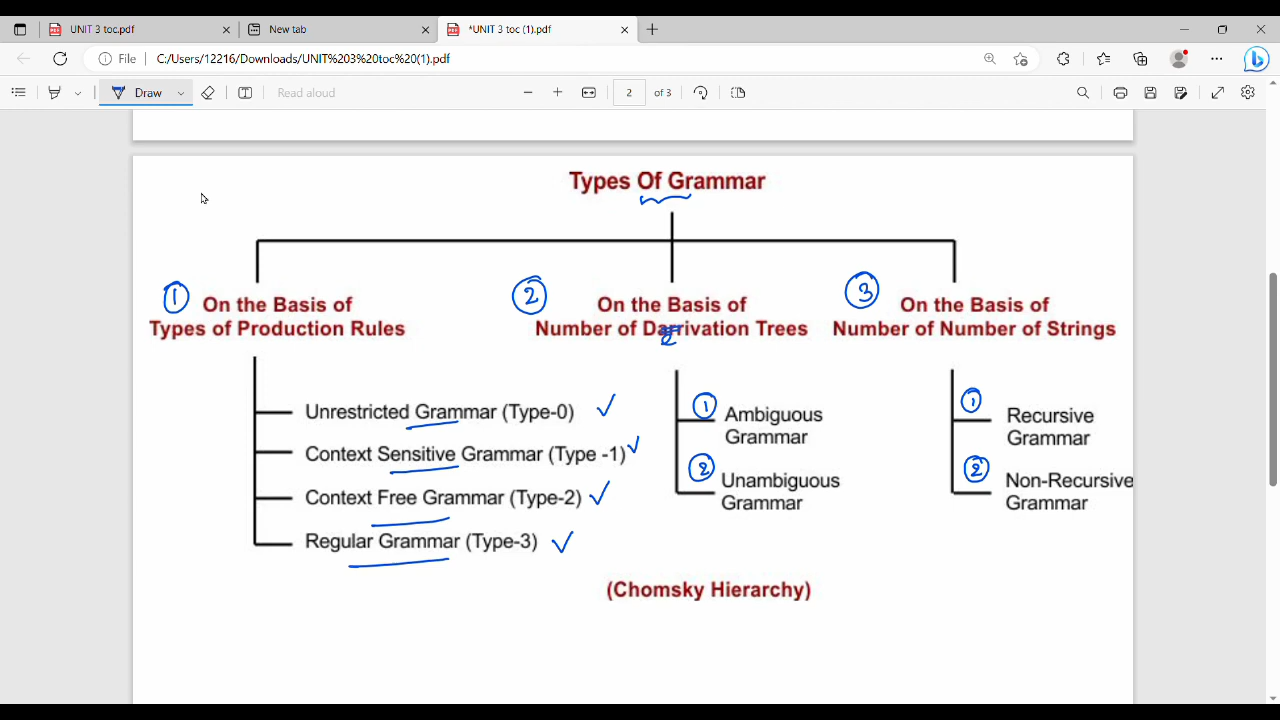 UNIT 3 toc.pdf
New tab
*UNIT 3 toc (1).pdf
File
C:/Users/12216/Downloads/UNIT%203%20toc%20(1).pdf
Draw
Read aloud
2 of 3
Types Of Grammar
1 On the Basis of
Types of Production Rules
Unrestricted Grammar (Type-0)
Context Sensitive Grammar (Type -1)
Context Free Grammar (Type-2)
Regular Grammar (Type-3)
2 On the Basis of
Number of Darrivation Trees
1 Ambiguous
Grammar
2 Unambiguous
Grammar
3 On the Basis of
Number of Number of Strings
1 Recursive
Grammar
2 Non-Recursive
Grammar
(Chomsky Hierarchy)